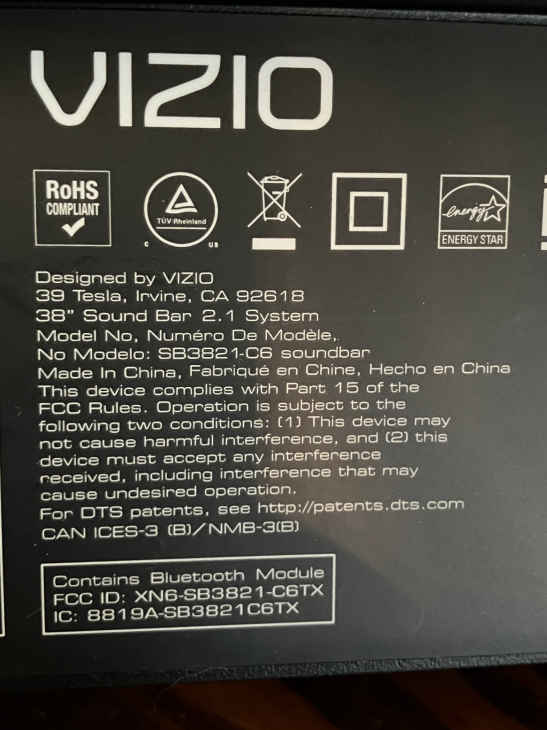 VIZIO
RoHS
COMPLIANT
TÜV Rheinland
C US
energy
ENERGY STAR
Designed by VIZIO
39 Tesla, Irvine, CA 92618
38" Sound Bar 2.1 System
Model No, Numéro De Modèle,
No Modelo: SB3821-C6 soundbar
Made In China, Fabriqué en Chine, Hecho en China
This device complies with Part 15 of the
FCC Rules. Operation is subject to the
following two conditions: (1) This device may
not cause harmful interference, and (2) this
device must accept any interference
received, including interference that may
cause undesired operation.
For DTS patents, see http://patents.dts.com
CAN ICES-3 (B)/NMB-3(B)
Contains Bluetooth Module
FCC ID: XN6-SB3821-C6TX
IC: 8819A-SB3821C6TX